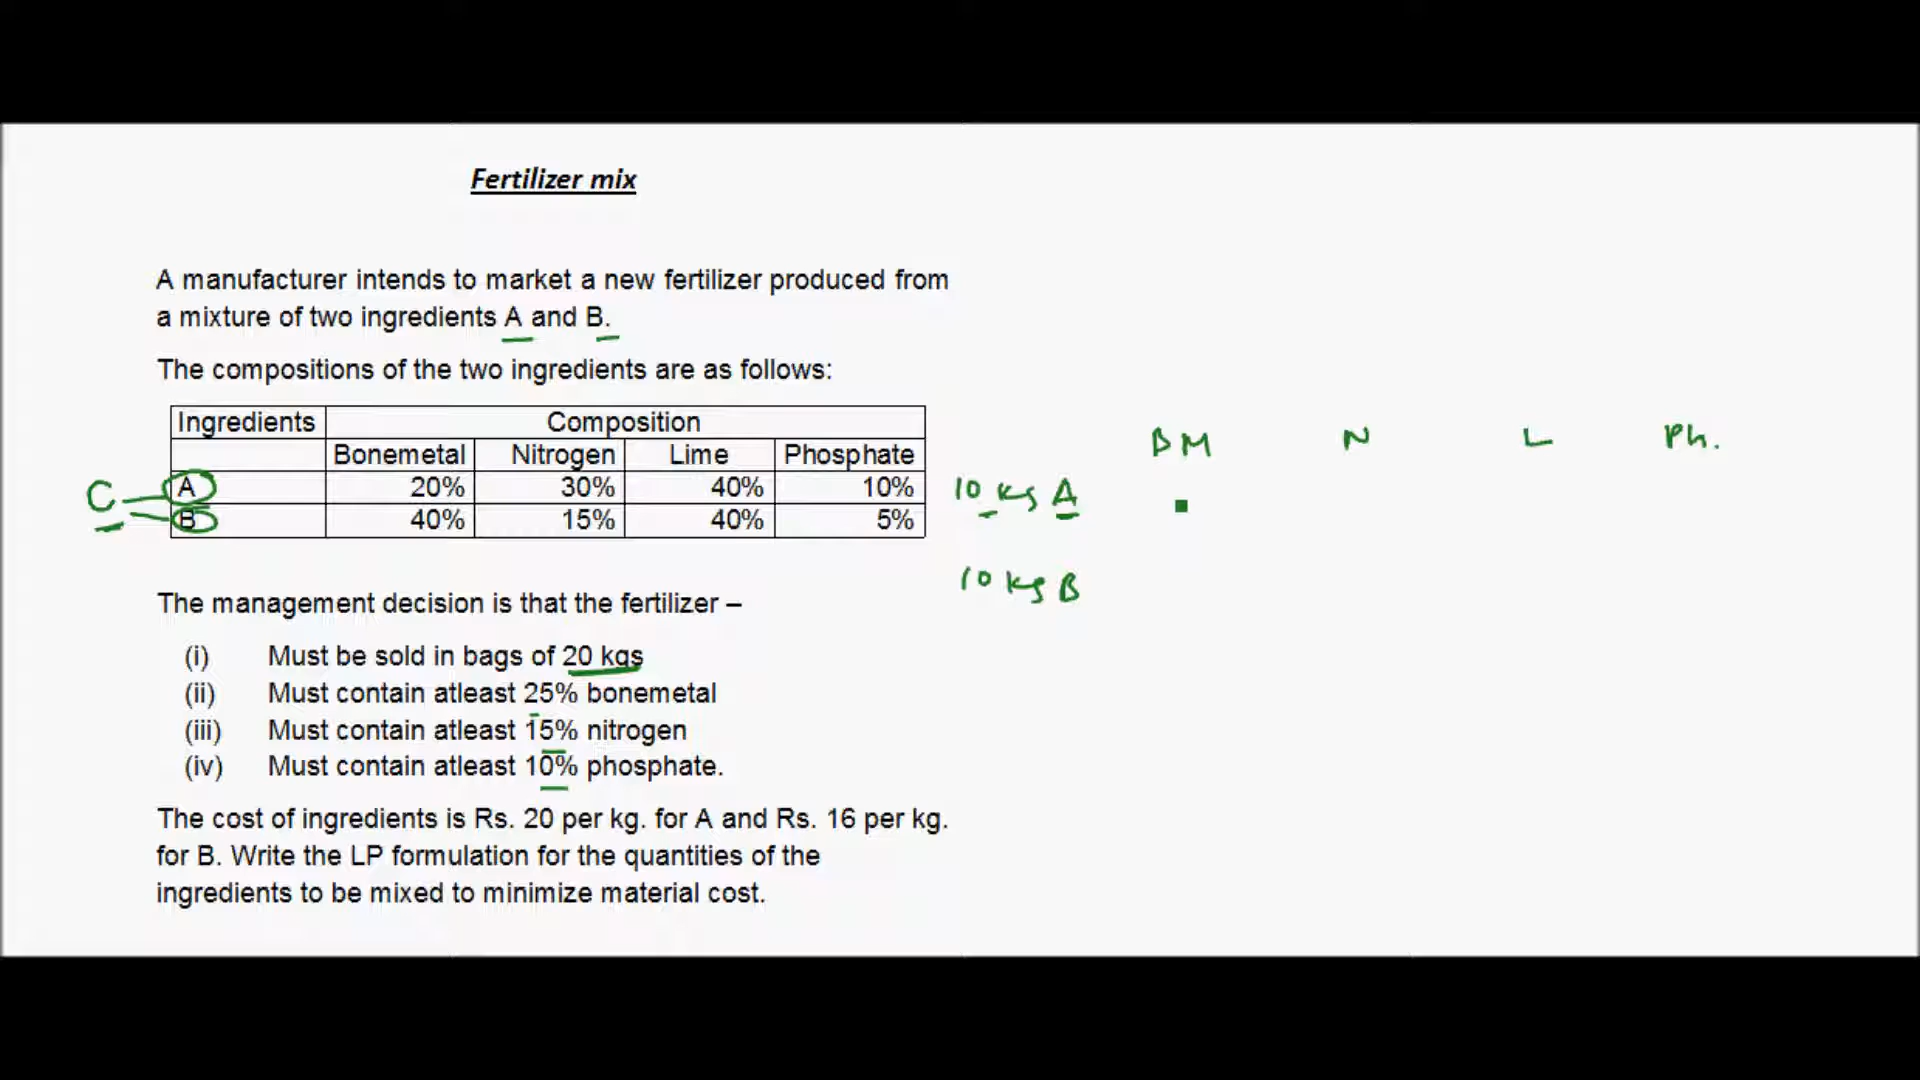 Fertilizer mix
A manufacturer intends to market a new fertilizer produced from
a mixture of two ingredients A and B.
The compositions of the two ingredients are as follows:
Ingredients Composition
Bonemetal Nitrogen Lime Phosphate
A 20% 30% 40% 10%
B 40% 15% 40% 5%
C
BM N L Ph.
10 kg A
10 kg B
The management decision is that the fertilizer –
(i) Must be sold in bags of 20 kgs
(ii) Must contain atleast 25% bonemetal
(iii) Must contain atleast 15% nitrogen
(iv) Must contain atleast 10% phosphate.
The cost of ingredients is Rs. 20 per kg. for A and Rs. 16 per kg.
for B. Write the LP formulation for the quantities of the
ingredients to be mixed to minimize material cost.